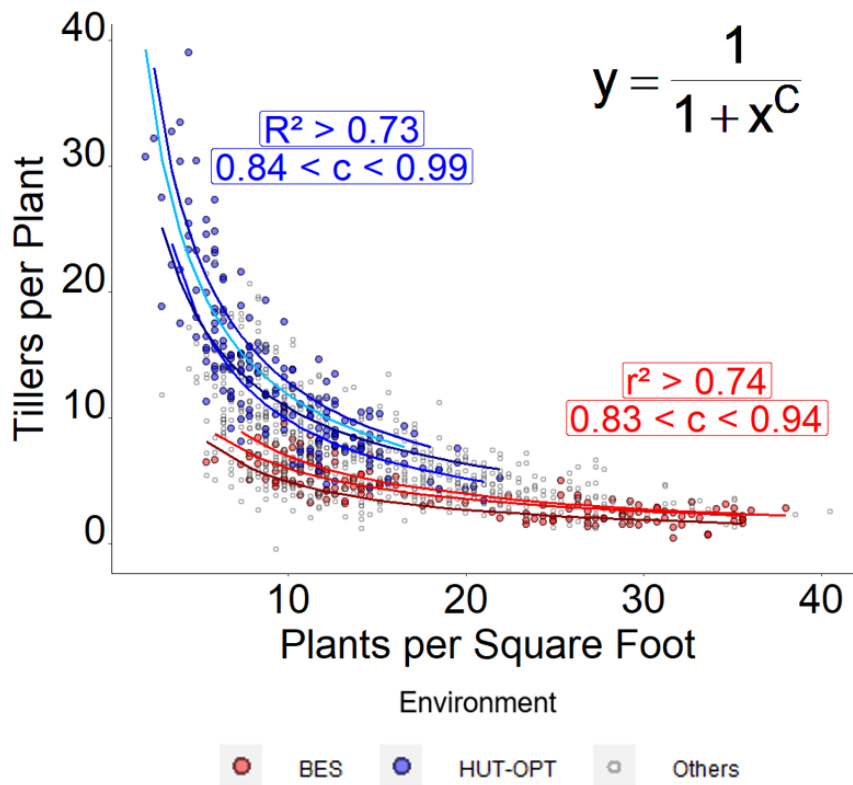 40
30
20
10
0
Tillers per Plant
y = 1 / (1 + x^C)
R² > 0.73
0.84 < c < 0.99
r² > 0.74
0.83 < c < 0.94
10 20 30 40
Plants per Square Foot
Environment
BES HUT-OPT Others